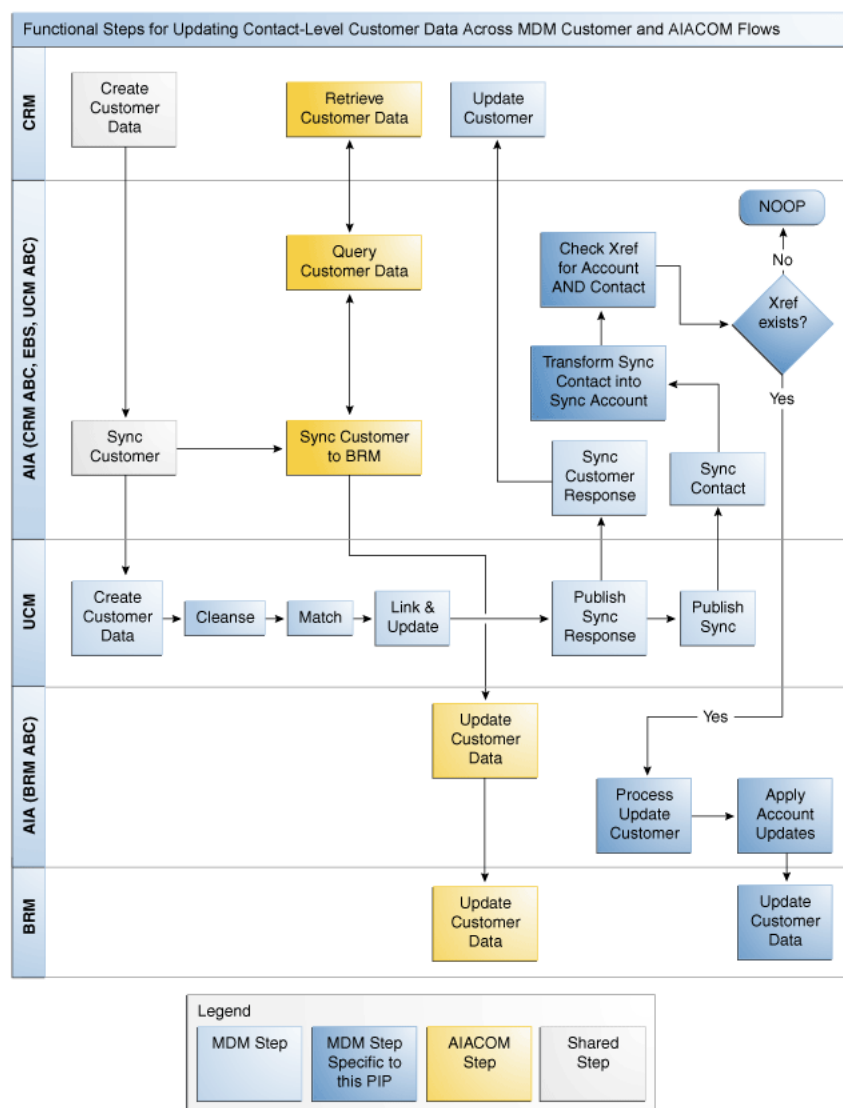 Functional Steps for Updating Contact-Level Customer Data Across MDM Customer and AIACOM Flows
CRM
Create
Customer
Data
Retrieve
Customer Data
Update
Customer
AIA (CRM ABC, EBS, UCM ABC)
NOOP
Query
Customer Data
Check Xref
for Account
AND Contact
No
Xref
exists?
Transform Sync
Contact into
Sync Account
Yes
Sync
Customer
Sync Customer
to BRM
Sync
Customer
Response
Sync
Contact
UCM
Create
Customer
Data
Cleanse
Match
Link &
Update
Publish
Sync
Response
Publish
Sync
AIA (BRM ABC)
Update
Customer
Data
Yes
Process
Update
Customer
Apply
Account
Updates
BRM
Update
Customer
Data
Update
Customer
Data
Legend
MDM Step
MDM Step
Specific to
this PIP
AIACOM
Step
Shared
Step